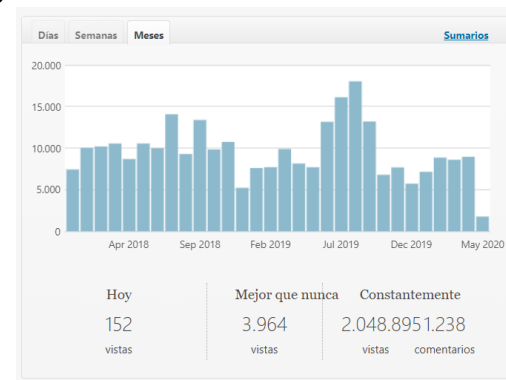 Días Semanas Meses Sumarios
20.000
15.000
10.000
5.000
0
Apr 2018 Sep 2018 Feb 2019 Jul 2019 Dec 2019 May 2020
Hoy Mejor que nunca Constantemente
152 3.964 2.048.8951.238
vistas vistas vistas comentarios